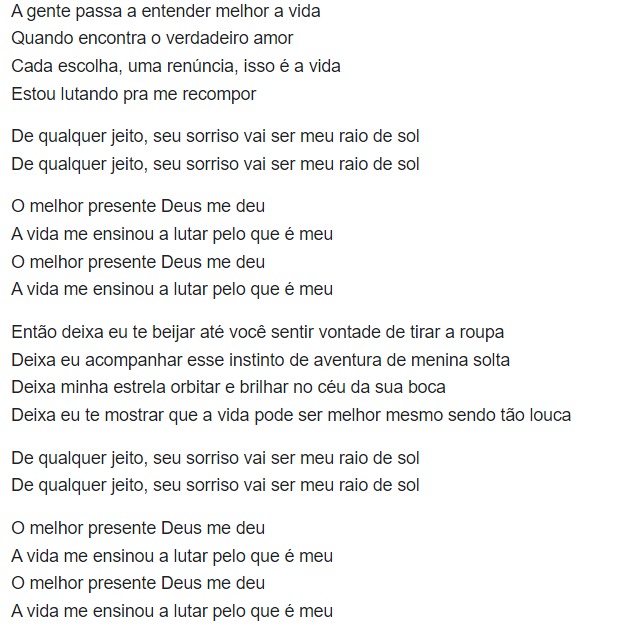 A gente passa a entender melhor a vida
Quando encontra o verdadeiro amor
Cada escolha, uma renúncia, isso é a vida
Estou lutando pra me recompor
De qualquer jeito, seu sorriso vai ser meu raio de sol
De qualquer jeito, seu sorriso vai ser meu raio de sol
O melhor presente Deus me deu
A vida me ensinou a lutar pelo que é meu
O melhor presente Deus me deu
A vida me ensinou a lutar pelo que é meu
Então deixa eu te beijar até você sentir vontade de tirar a roupa
Deixa eu acompanhar esse instinto de aventura de menina solta
Deixa minha estrela orbitar e brilhar no céu da sua boca
Deixa eu te mostrar que a vida pode ser melhor mesmo sendo tão louca
De qualquer jeito, seu sorriso vai ser meu raio de sol
De qualquer jeito, seu sorriso vai ser meu raio de sol
O melhor presente Deus me deu
A vida me ensinou a lutar pelo que é meu
O melhor presente Deus me deu
A vida me ensinou a lutar pelo que é meu